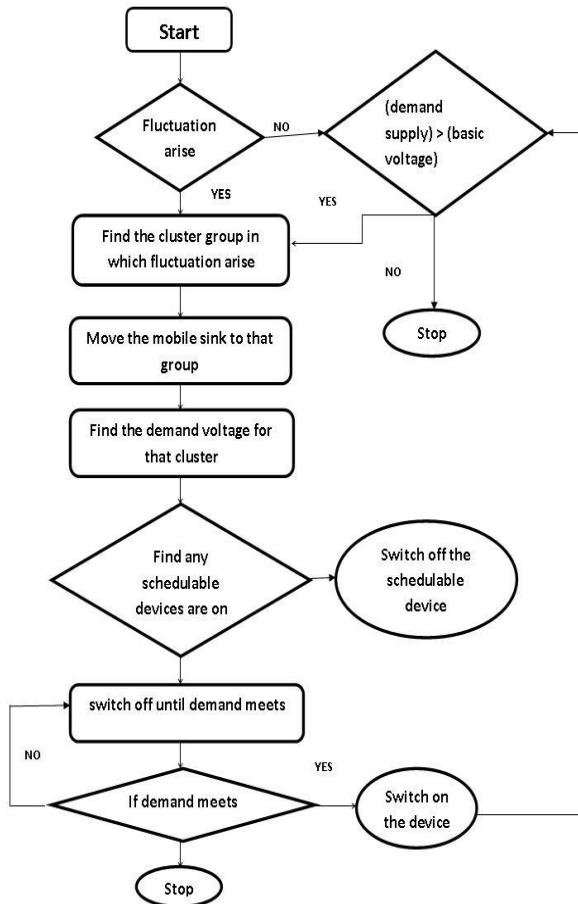 Start
Fluctuation
arise
NO
(demand
supply) > (basic
voltage)
YES
YES
Find the cluster group in
which fluctuation arise
NO
Stop
Move the mobile sink to that
group
Find the demand voltage for
that cluster
Find any
schedulable
devices are on
Switch off the
schedulable
device
switch off until demand meets
NO
YES
If demand meets
Switch on
the device
Stop